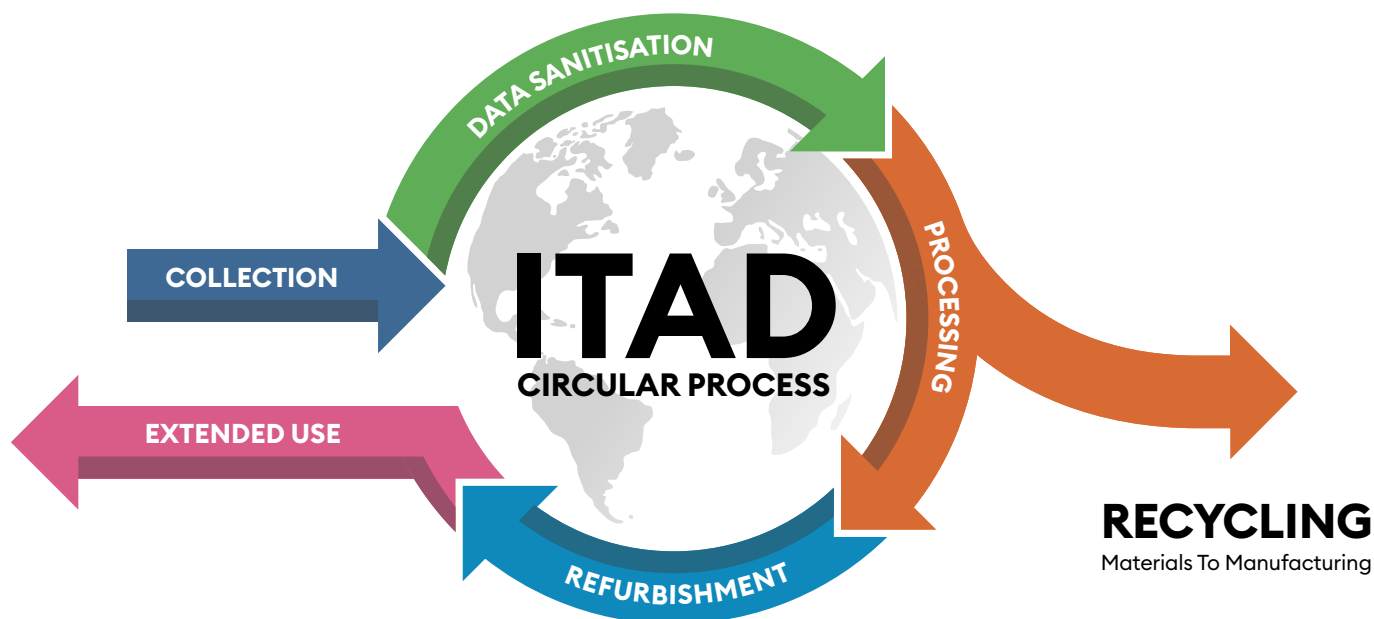 DATA SANITISATION
COLLECTION
PROCESSING
ITAD
CIRCULAR PROCESS
EXTENDED USE
REFURBISHMENT
RECYCLING
Materials To Manufacturing